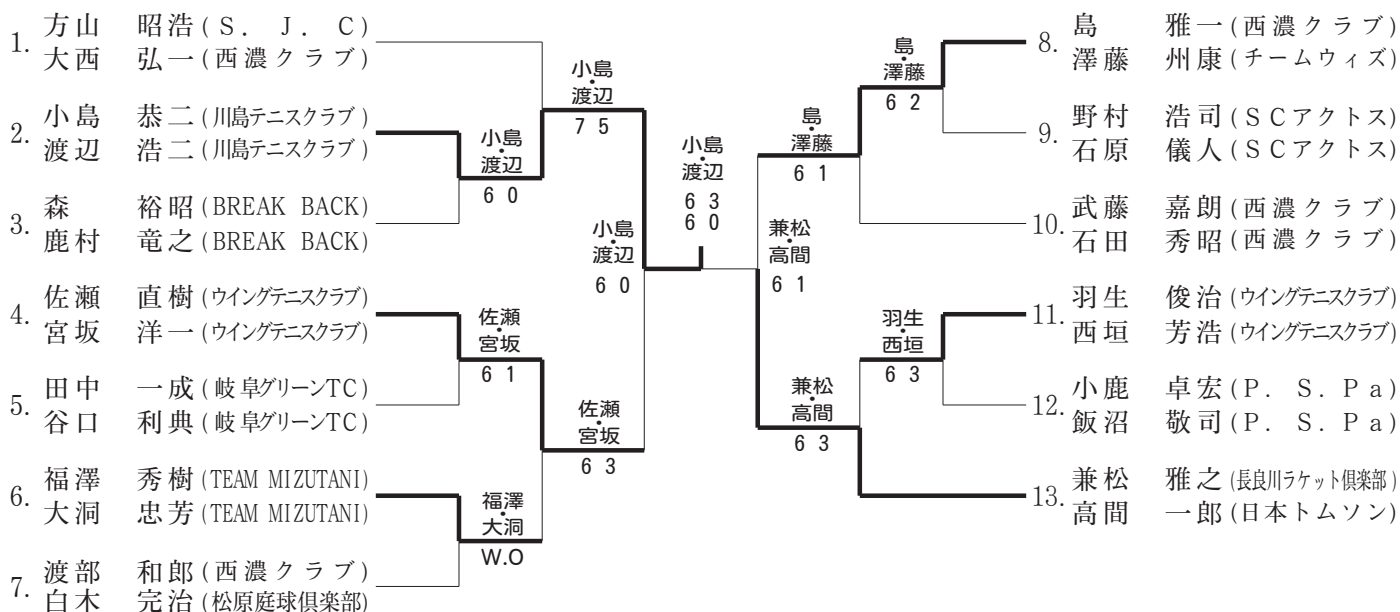 1. 方山 昭浩 (S. J. C)
大西 弘一 (西濃クラブ)
2. 小島 恭二 (川島テニスクラブ)
渡辺 浩二 (川島テニスクラブ)
3. 森 裕昭 (BREAK BACK)
鹿村 竜之 (BREAK BACK)
4. 佐瀬 直樹 (ウイングテニスクラブ)
宮坂 洋一 (ウイングテニスクラブ)
5. 田中 一成 (岐阜グリーンTC)
谷口 利典 (岐阜グリーンTC)
6. 福澤 秀樹 (TEAM MIZUTANI)
大洞 忠芳 (TEAM MIZUTANI)
7. 渡部 和郎 (西濃クラブ)
白木 完治 (松原庭球倶楽部)
小島・
渡辺
6 0
佐瀬・
宮坂
6 1
福澤・
大洞
W.O
小島・
渡辺
7 5
佐瀬・
宮坂
6 3
小島・
渡辺
6 0
小島・
渡辺
6 3
6 0
兼松・
高間
6 1
島・
澤藤
6 1
兼松・
高間
6 3
島・
澤藤
6 2
羽生・
西垣
6 3
8. 島 雅一 (西濃クラブ)
澤藤 州康 (チームウィズ)
9. 野村 浩司 (SCアクトス)
石原 儀人 (SCアクトス)
10. 武藤 嘉朗 (西濃クラブ)
石田 秀昭 (西濃クラブ)
11. 羽生 俊治 (ウイングテニスクラブ)
西垣 芳浩 (ウイングテニスクラブ)
12. 小鹿 卓宏 (P. S. Pa)
飯沼 敬司 (P. S. Pa)
13. 兼松 雅之 (長良川ラケット倶楽部)
高間 一郎 (日本トムソン)